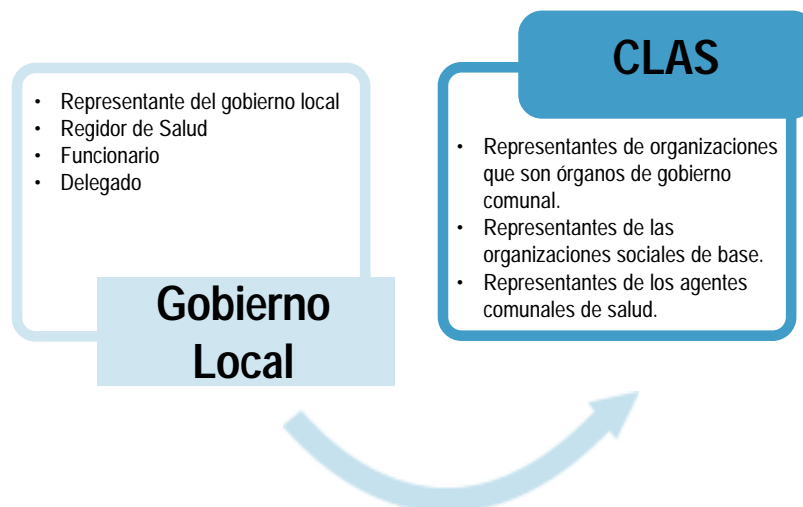 • Representante del gobierno local
• Regidor de Salud
• Funcionario
• Delegado
Gobierno
Local
CLAS
• Representantes de organizaciones
que son órganos de gobierno
comunal.
• Representantes de las
organizaciones sociales de base.
• Representantes de los agentes
comunales de salud.